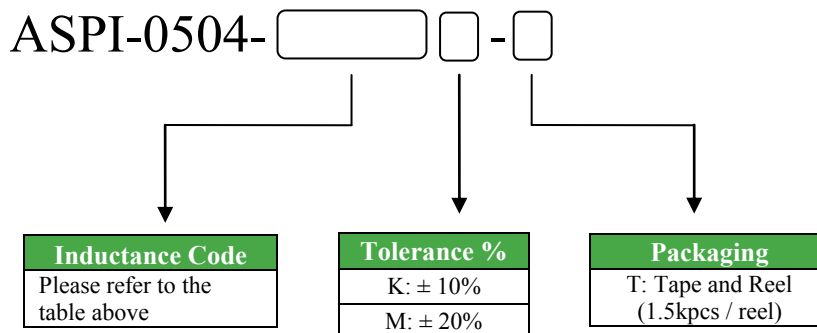 ASPI-0504- -
Inductance Code
Please refer to the
table above
Tolerance %
K: ± 10%
M: ± 20%
Packaging
T: Tape and Reel
(1.5kpcs / reel)